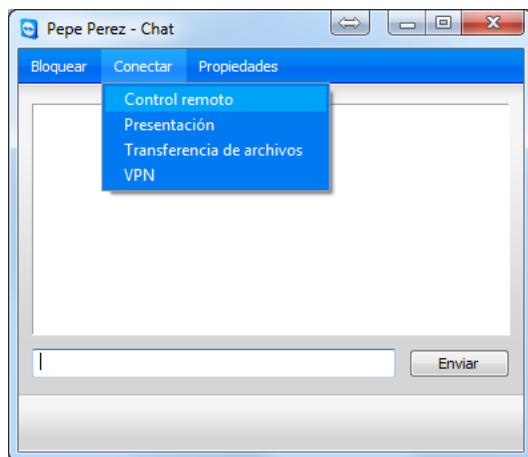 Pepe Perez - Chat
Bloquear Conectar Propiedades
Control remoto
Presentación
Transferencia de archivos
VPN
Enviar